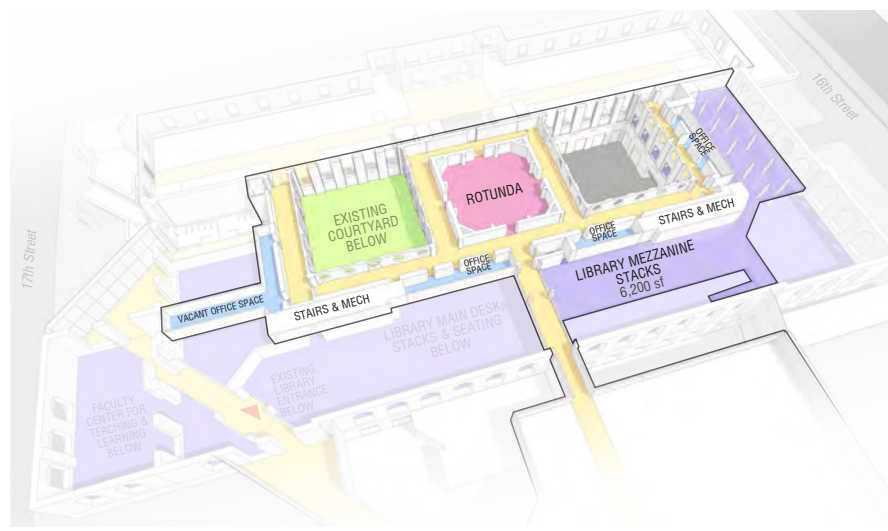 16th Street
OFFICE
SPACE
ROTUNDA
EXISTING
COURTYARD
BELOW
STAIRS & MECH
OFFICE
SPACE
17th Street
OFFICE
SPACE
LIBRARY MEZZANINE
STACKS
6,200 sf
VACANT OFFICE SPACE
STAIRS & MECH
LIBRARY MAIN DESK,
STACKS & SEATING
BELOW
EXISTING
LIBRARY
ENTRANCE
BELOW
FACULTY
CENTER FOR
TEACHING &
LEARNING
BELOW